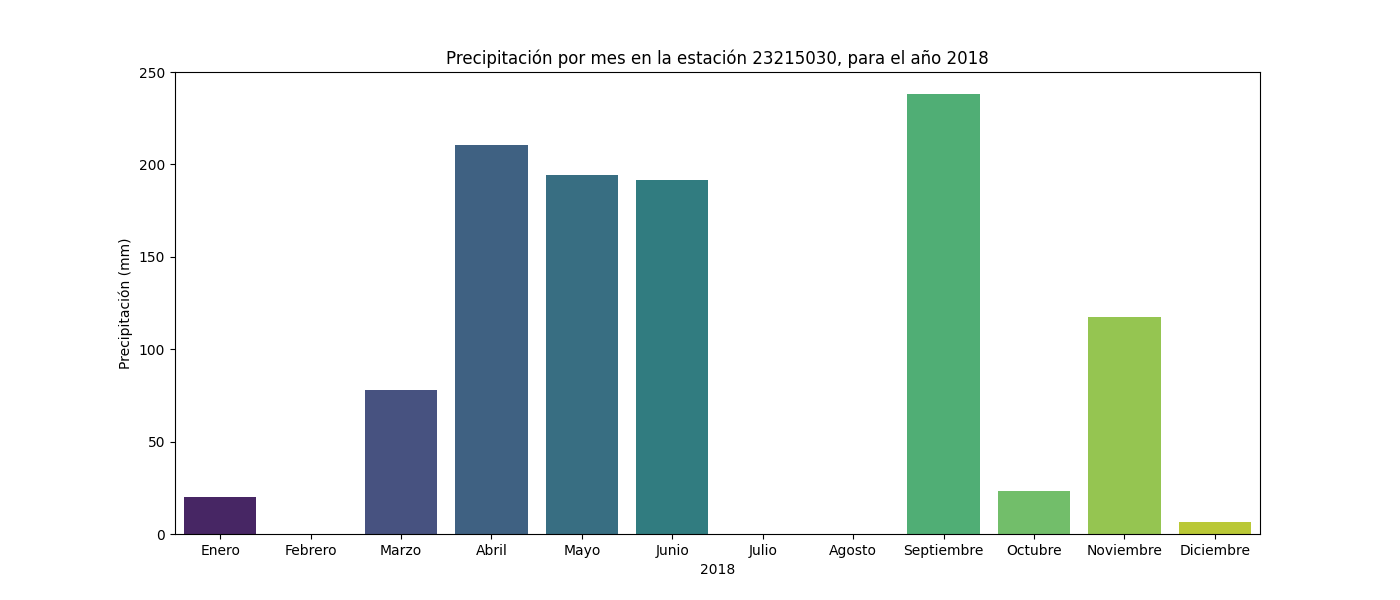 Precipitación por mes en la estación 23215030, para el año 2018
250
200
150
100
50
0
Precipitación (mm)
Enero Febrero Marzo Abril Mayo Junio Julio Agosto Septiembre Octubre Noviembre Diciembre
2018